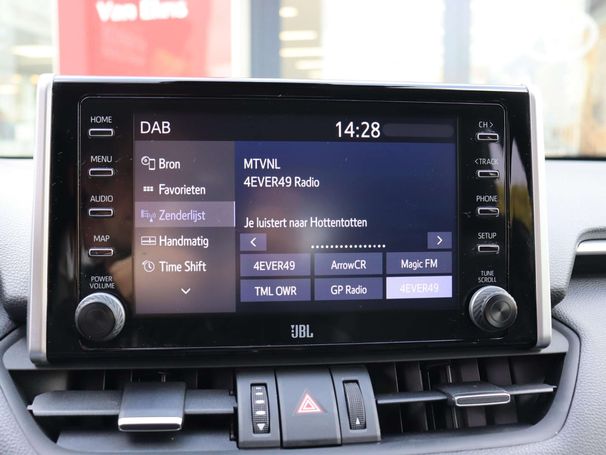 Van Ekris
HOME
MENU
AUDIO
MAP
POWER
VOLUME
DAB
14:28
Bron
Favorieten
Zenderlijst
Handmatig
Time Shift
MTVNL
4EVER49 Radio
Je luistert naar Hottentotten
4EVER49
ArrowCR
Magic FM
TML OWR
GP Radio
4EVER49
CH >
< TRACK
PHONE
SETUP
TUNE
SCROLL
JBL